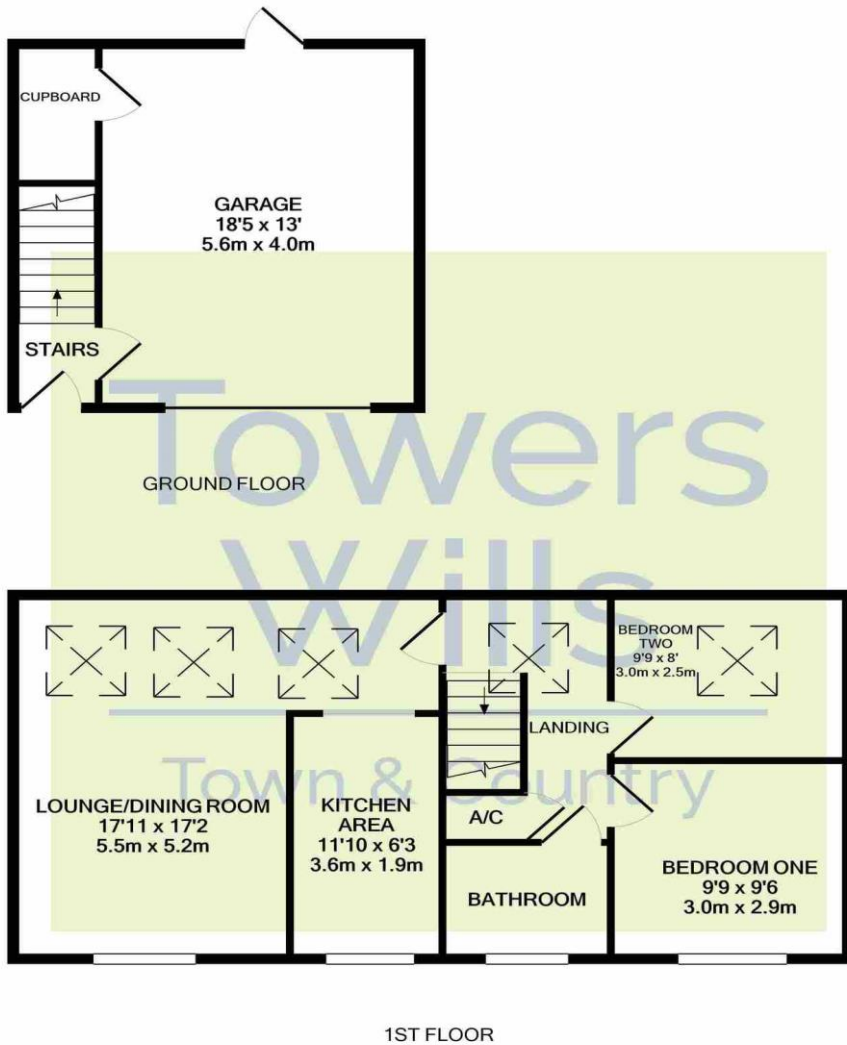 CUPBOARD
GARAGE
18'5 x 13'
5.6m x 4.0m
STAIRS
GROUND FLOOR
Towers
Wills
Town & Country
BEDROOM
TWO
9'9 x 8'
3.0m x 2.5m
LANDING
LOUNGE/DINING ROOM
17'11 x 17'2
5.5m x 5.2m
KITCHEN
AREA
11'10 x 6'3
3.6m x 1.9m
A/C
BATHROOM
BEDROOM ONE
9'9 x 9'6
3.0m x 2.9m
1ST FLOOR